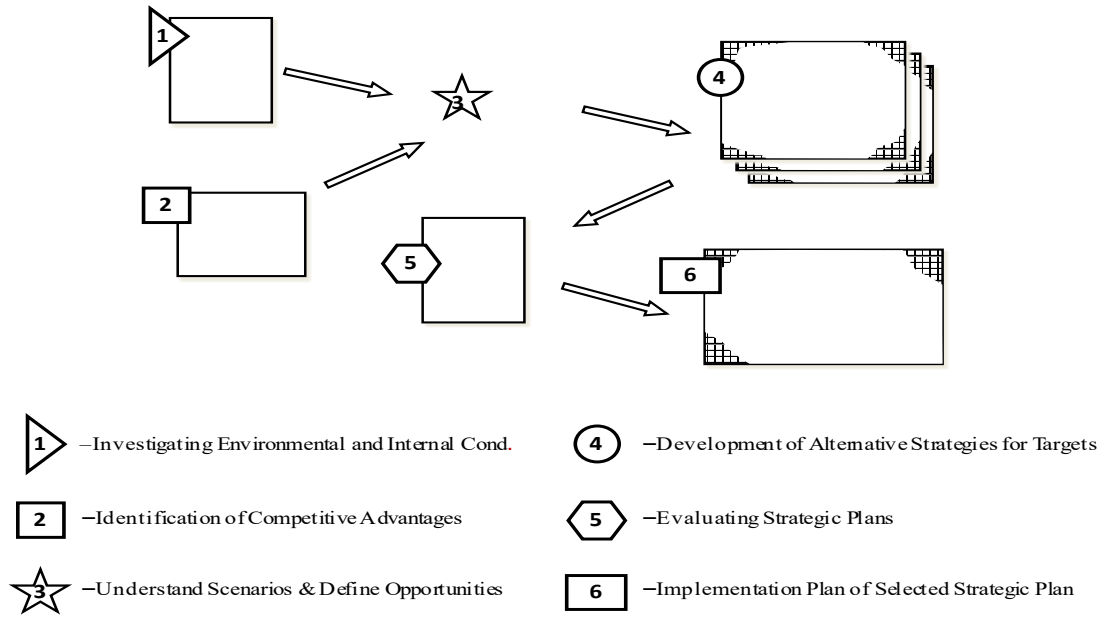 1
3
4
2
5
6
1 –Investigating Environmental and Internal Cond.
4 –Development of Alternative Strategies for Targets
2 –Identification of Competitive Advantages
5 –Evaluating Strategic Plans
3 –Understand Scenarios & Define Opportunities
6 –Implementation Plan of Selected Strategic Plan